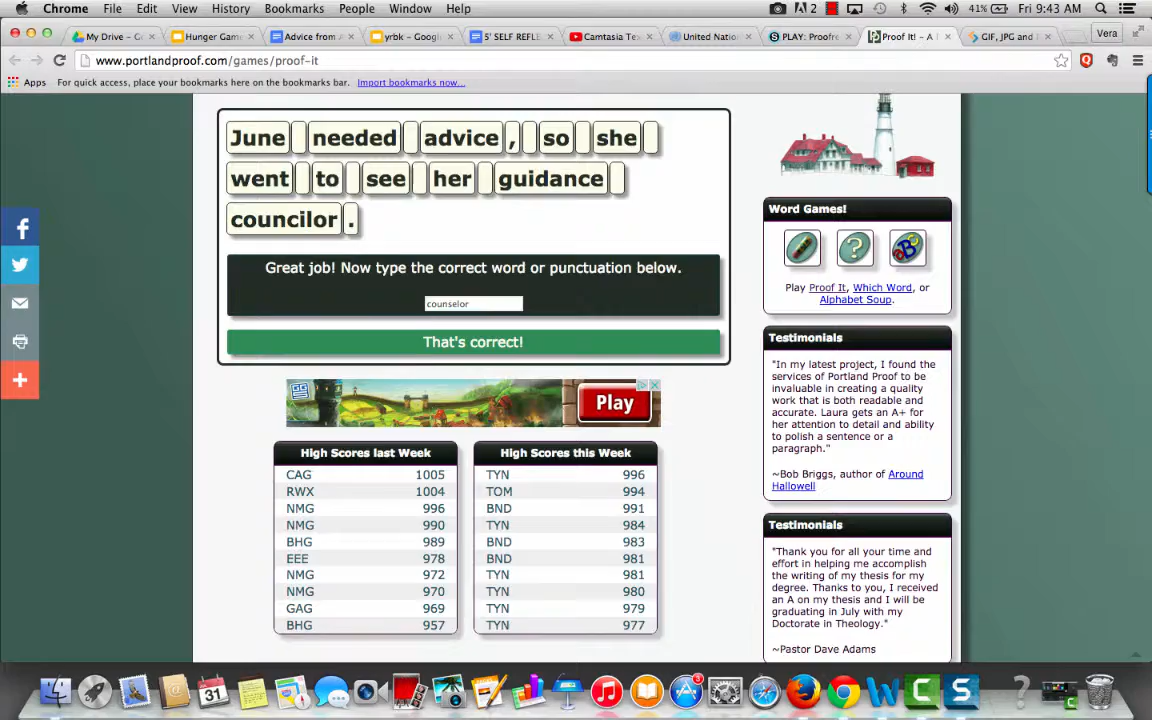 Chrome File Edit View History Bookmarks People Window Help
2 41% Fri 9:43 AM
My Drive - Go
Hunger Gam
Advice from A
yrbk - Googl
5' SELF REFLE
Camtasia Te
United Nation
PLAY: Proofre
Proof It! - A
GIF, JPG and
Vera
www.portlandproof.com/games/proof-it
Apps For quick access, place your bookmarks here on the bookmarks bar. Import bookmarks now...
June needed advice , so she
went to see her guidance
councilor .
Great job! Now type the correct word or punctuation below.
counselor
That's correct!
Play
High Scores last Week
CAG 1005
RWX 1004
NMG 996
NMG 990
BHG 989
EEE 978
NMG 972
NMG 970
GAG 969
BHG 957
High Scores this Week
TYN 996
TOM 994
BND 991
TYN 984
BND 983
BND 981
TYN 981
TYN 980
TYN 979
TYN 977
Word Games!
Play Proof It, Which Word, or
Alphabet Soup.
Testimonials
"In my latest project, I found the
services of Portland Proof to be
invaluable in creating a quality
work that is both readable and
accurate. Laura gets an A+ for
her attention to detail and ability
to polish a sentence or a
paragraph."
~Bob Briggs, author of Around
Hallowell
Testimonials
"Thank you for all your time and
effort in helping me accomplish
the writing of my thesis for my
degree. Thanks to you, I received
an A on my thesis and I will be
graduating in July with my
Doctorate in Theology."
~Pastor Dave Adams
31